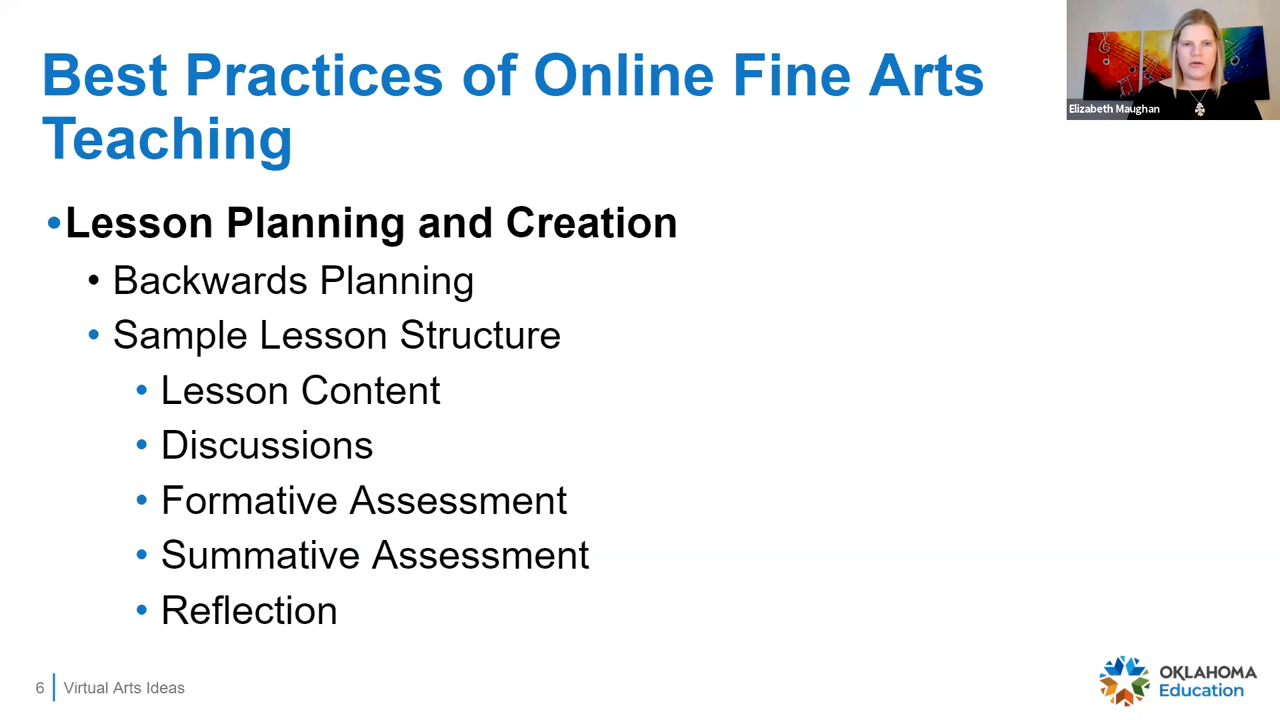 Best Practices of Online Fine Arts
Teaching
Elizabeth Maughan
•Lesson Planning and Creation
• Backwards Planning
• Sample Lesson Structure
• Lesson Content
• Discussions
• Formative Assessment
• Summative Assessment
• Reflection
6 Virtual Arts Ideas
OKLAHOMA
Education